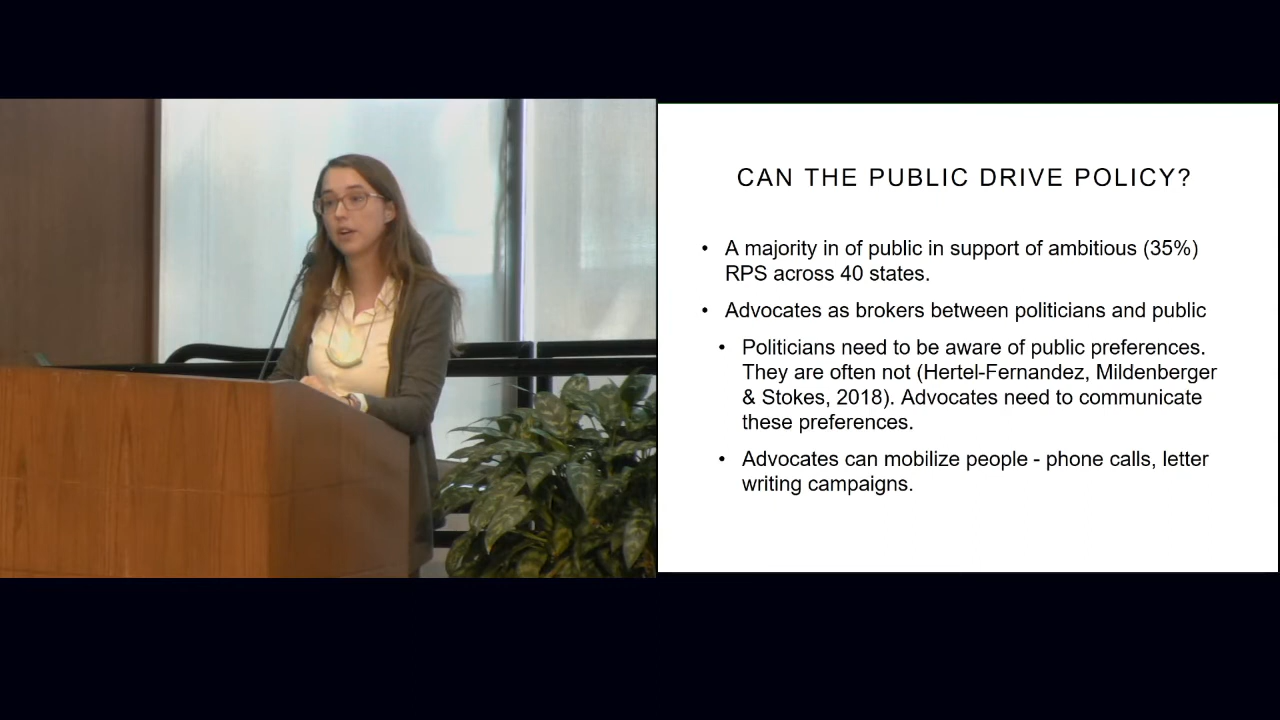 CAN THE PUBLIC DRIVE POLICY?
• A majority in of public in support of ambitious (35%)
RPS across 40 states.
• Advocates as brokers between politicians and public
• Politicians need to be aware of public preferences.
They are often not (Hertel-Fernandez, Mildenberger
& Stokes, 2018). Advocates need to communicate
these preferences.
• Advocates can mobilize people - phone calls, letter
writing campaigns.